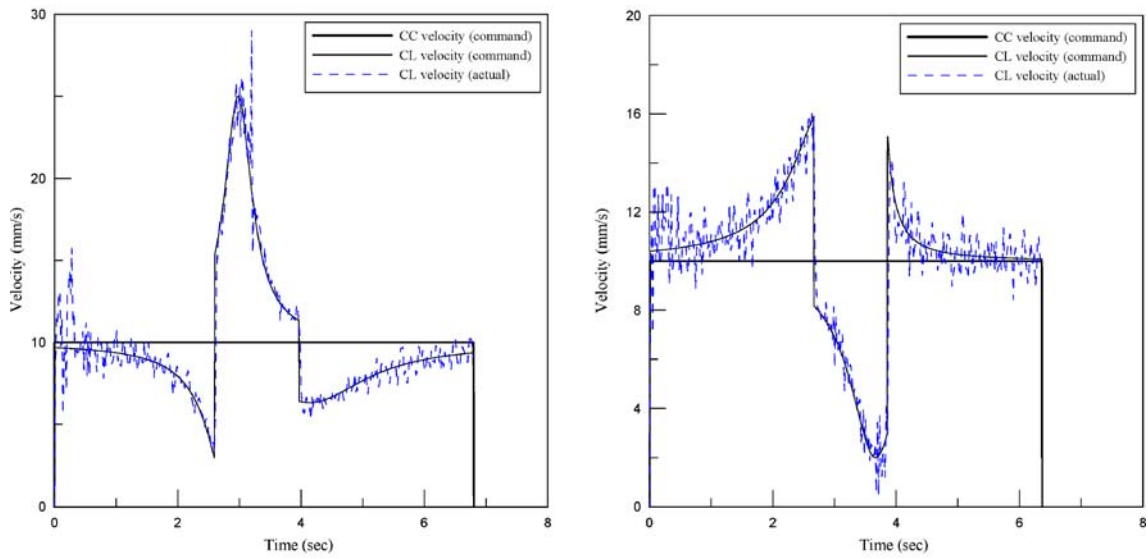 30
20
10
0
Velocity (mm/s)
CC velocity (command)
CL velocity (command)
CL velocity (actual)
0 2 4 6 8
Time (sec)
20
16
12
8
4
0
Velocity (mm/s)
CC velocity (command)
CL velocity (command)
CL velocity (actual)
0 2 4 6 8
Time (sec)